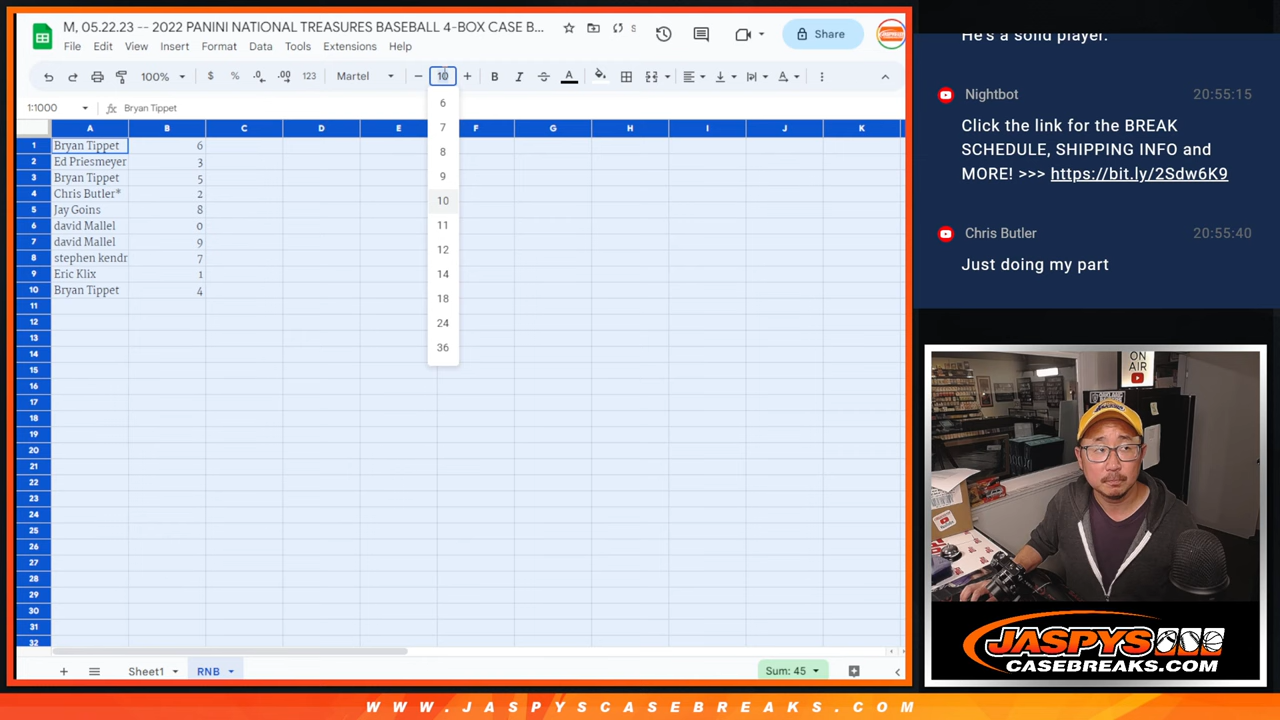 M, 05.22.23 -- 2022 PANINI NATIONAL TREASURES BASEBALL 4-BOX CASE B...
S
Share
File Edit View Insert Format Data Tools Extensions Help
100% $ % .0 .00 123 Martel − 10 + B I S A
1:1000 fx Bryan Tippet
A B C D E F G H I J K
1 Bryan Tippet 6
2 Ed Priesmeyer 3
3 Bryan Tippet 5
4 Chris Butler* 2
5 Jay Goins 8
6 david Mallel 0
7 david Mallel 9
8 stephen kendr 7
9 Eric Klix 1
10 Bryan Tippet 4
11
12
13
14
15
16
17
18
19
20
21
22
23
24
25
26
27
28
29
30
31
32
6
7
8
9
10
11
12
14
18
24
36
+ Sheet1 RNB Sum: 45
He's a solid player.
Nightbot 20:55:15
Click the link for the BREAK
SCHEDULE, SHIPPING INFO and
MORE! >>> https://bit.ly/2Sdw6K9
Chris Butler 20:55:40
Just doing my part
ON
AIR
JASPYS
CASEBREAKS.COM
WWW.JASPYSCASEBREAKS.COM